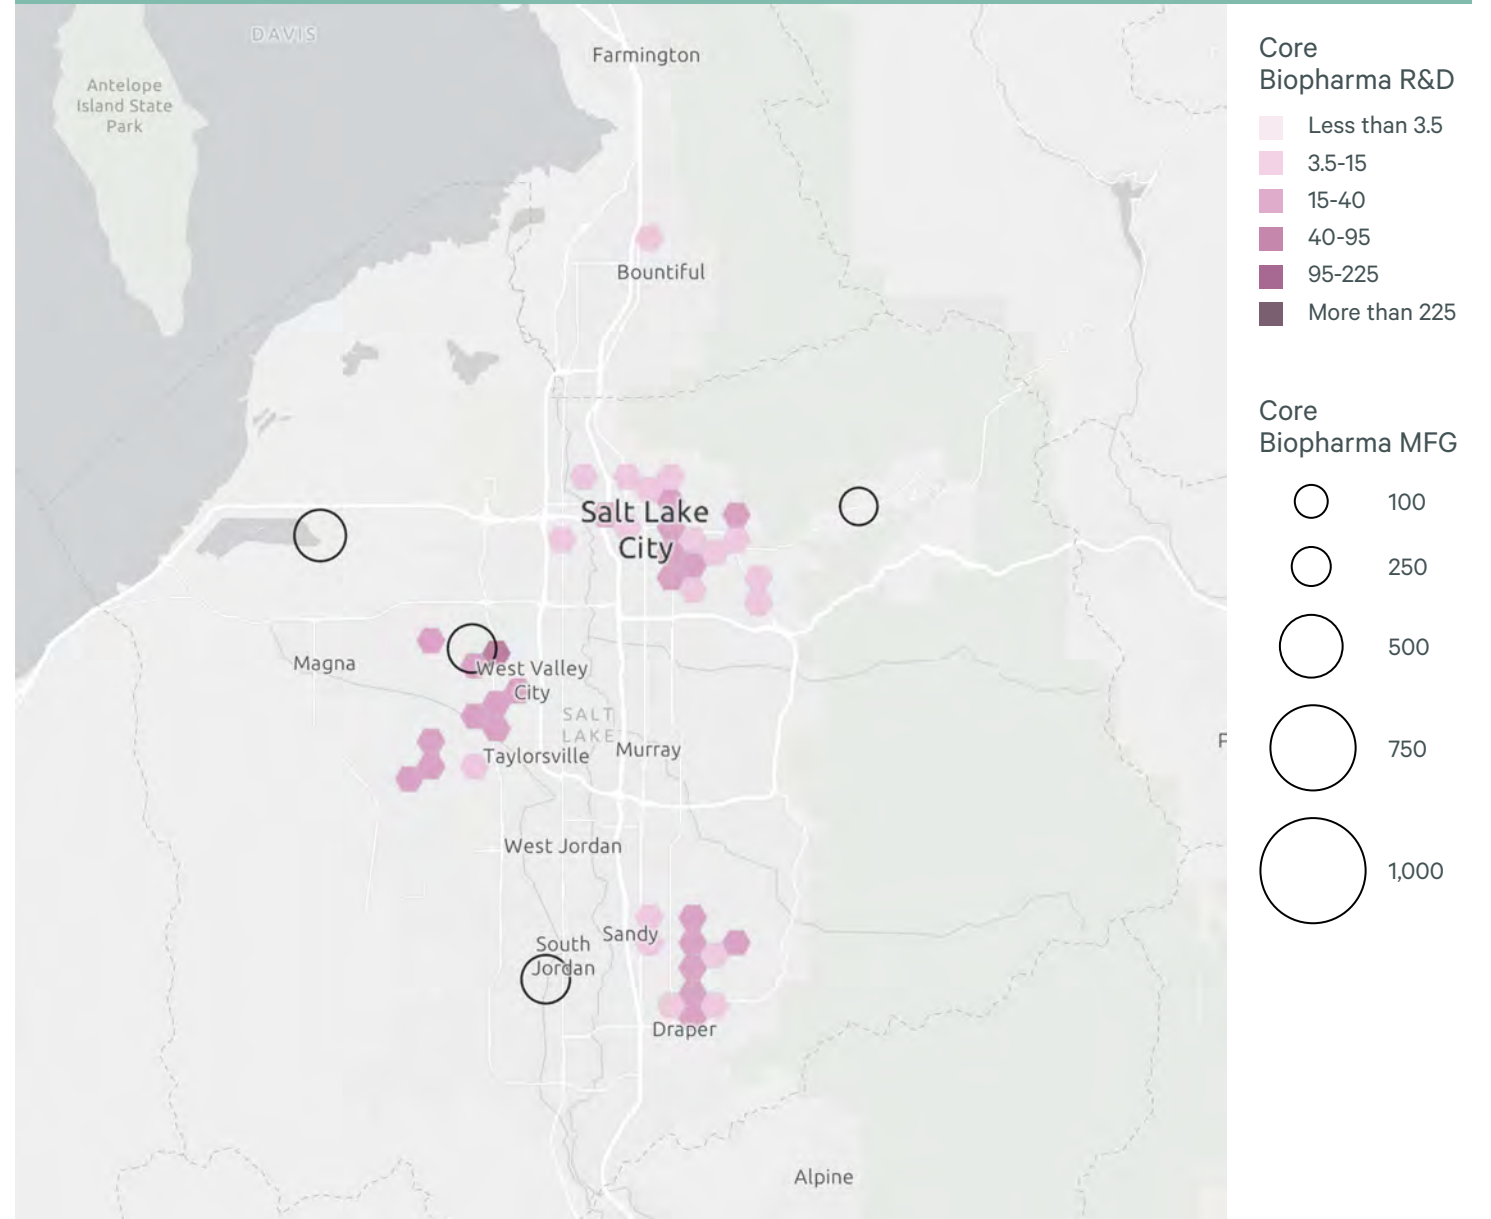 DAVIS
Farmington
Antelope
Island State
Park
Bountiful
Salt Lake
City
Magna
West Valley
City
SALT
LAKE
Taylorsville
Murray
West Jordan
Sandy
South
Jordan
Draper
Alpine
Core
Biopharma R&D
Less than 3.5
3.5-15
15-40
40-95
95-225
More than 225
Core
Biopharma MFG
100
250
500
750
1,000